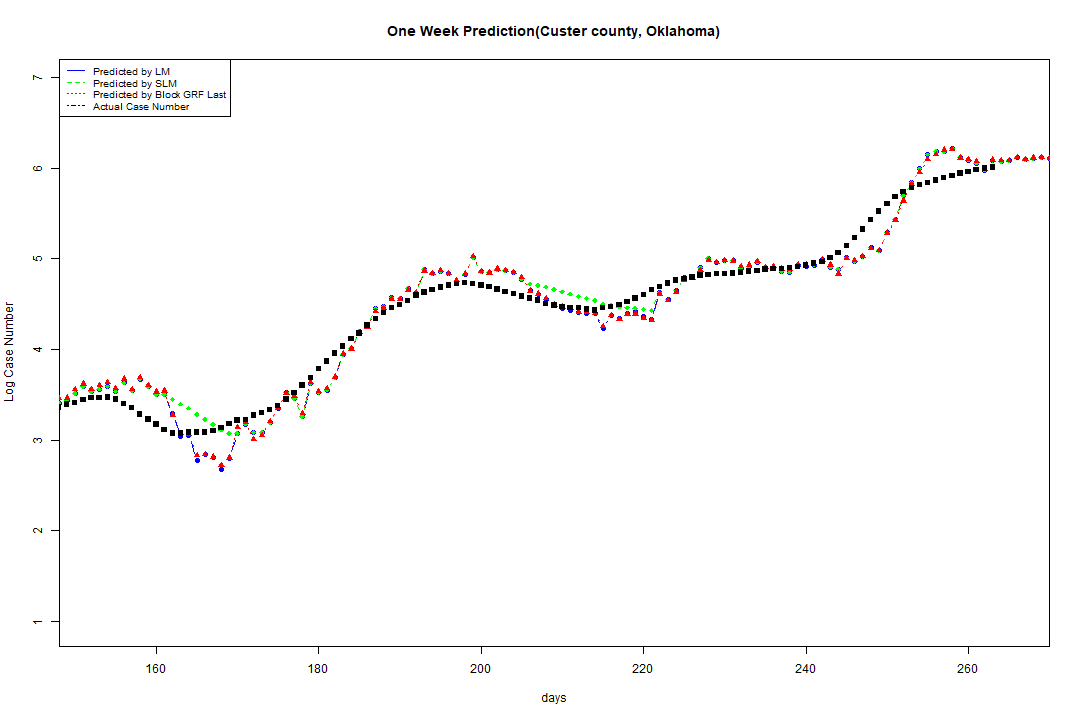 One Week Prediction(Custer county, Oklahoma)
Predicted by LM
Predicted by SLM
Predicted by Block GRF Last
Actual Case Number
7
6
5
4
3
2
1
Log Case Number
160 180 200 220 240 260
days